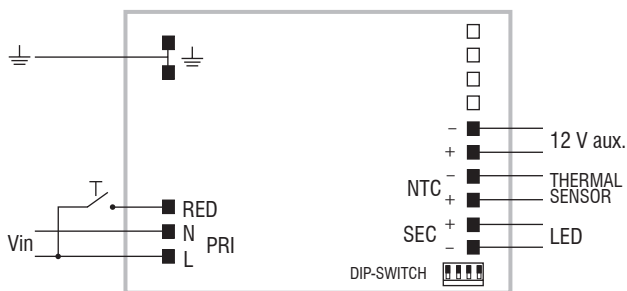 −
+
12 V aux.
−
+
NTC
THERMAL
SENSOR
RED
N
L
PRI
Vin
+
−
SEC
LED
DIP-SWITCH